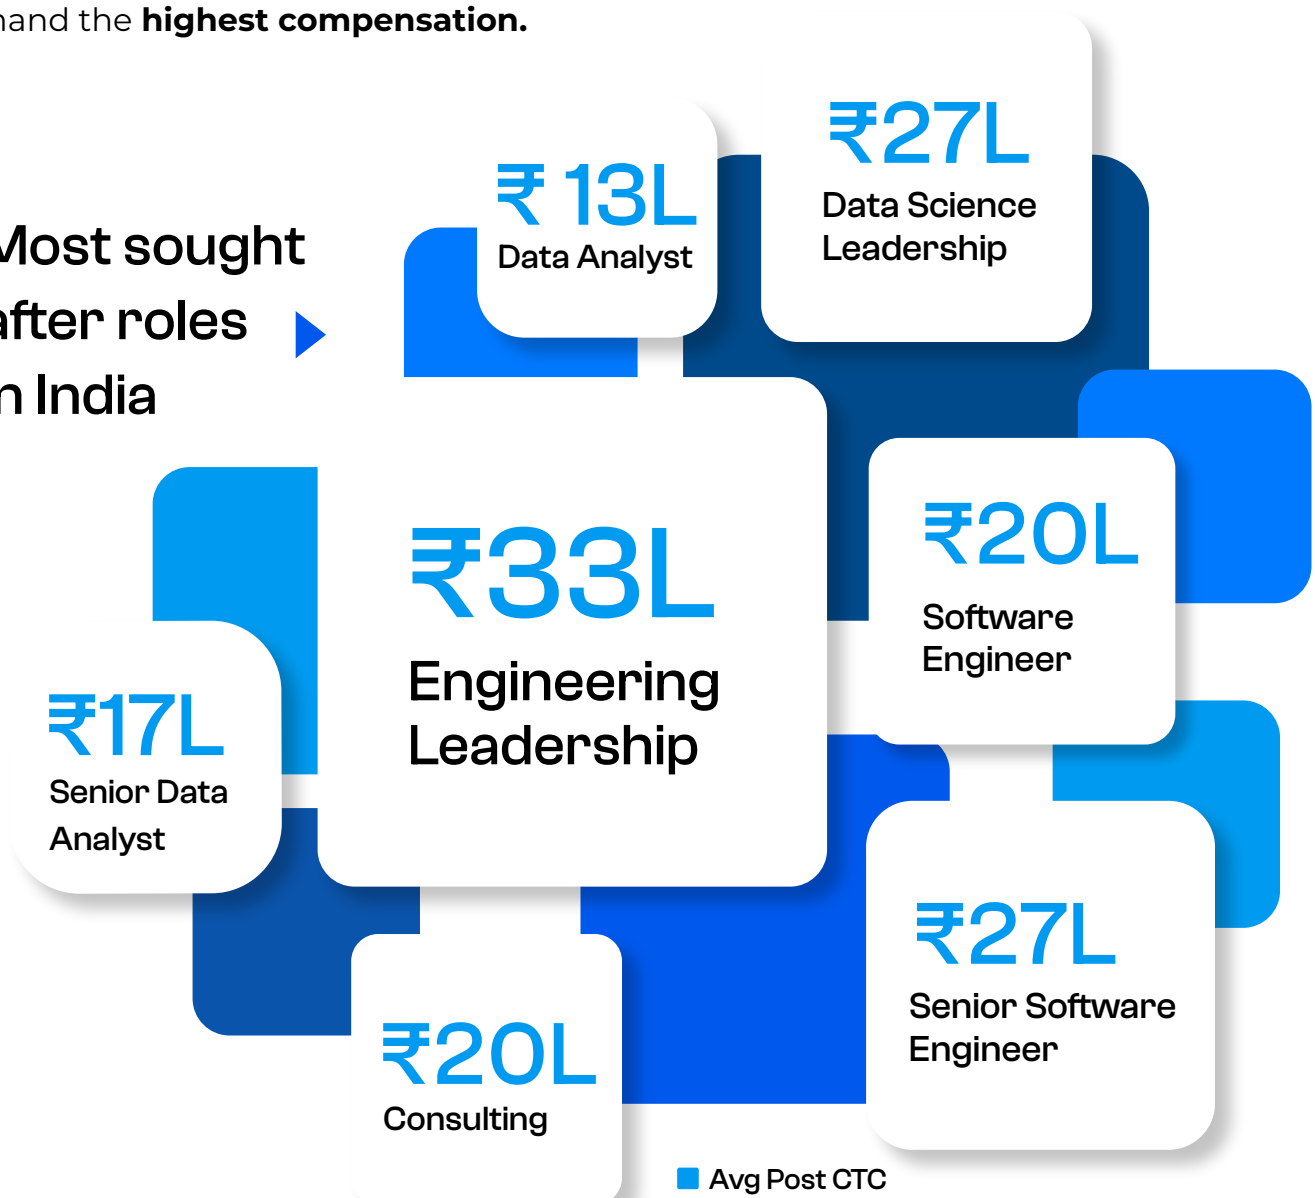 the highest compensation.
₹27L
Data Science
Leadership
₹ 13L
Data Analyst
Most sought
after roles
in India
₹33L
Engineering
Leadership
₹20L
Software
Engineer
₹17L
Senior Data
Analyst
₹27L
Senior Software
Engineer
₹20L
Consulting
Avg Post CTC